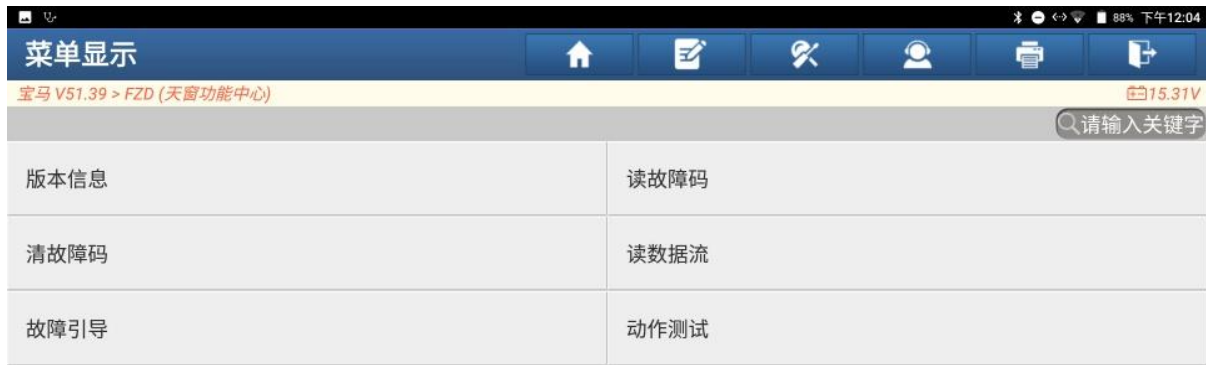 88% 下午12:04
菜单显示
宝马 V51.39 > FZD (天窗功能中心) 15.31V
请输入关键字
版本信息 读故障码
清故障码 读数据流
故障引导 动作测试